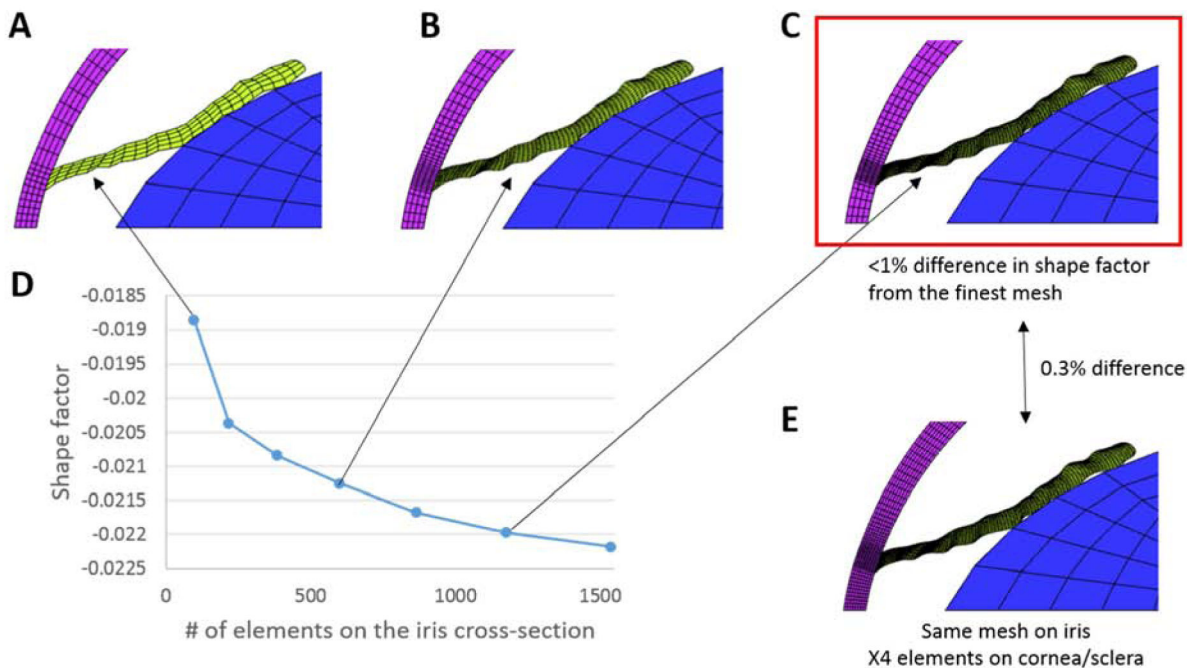 A
B
C
<1% difference in shape factor
from the finest mesh
0.3% difference
D
-0.0185
-0.019
-0.0195
-0.02
-0.0205
-0.021
-0.0215
-0.022
-0.0225
Shape factor
0
500
1000
1500
# of elements on the iris cross-section
E
Same mesh on iris
X4 elements on cornea/sclera